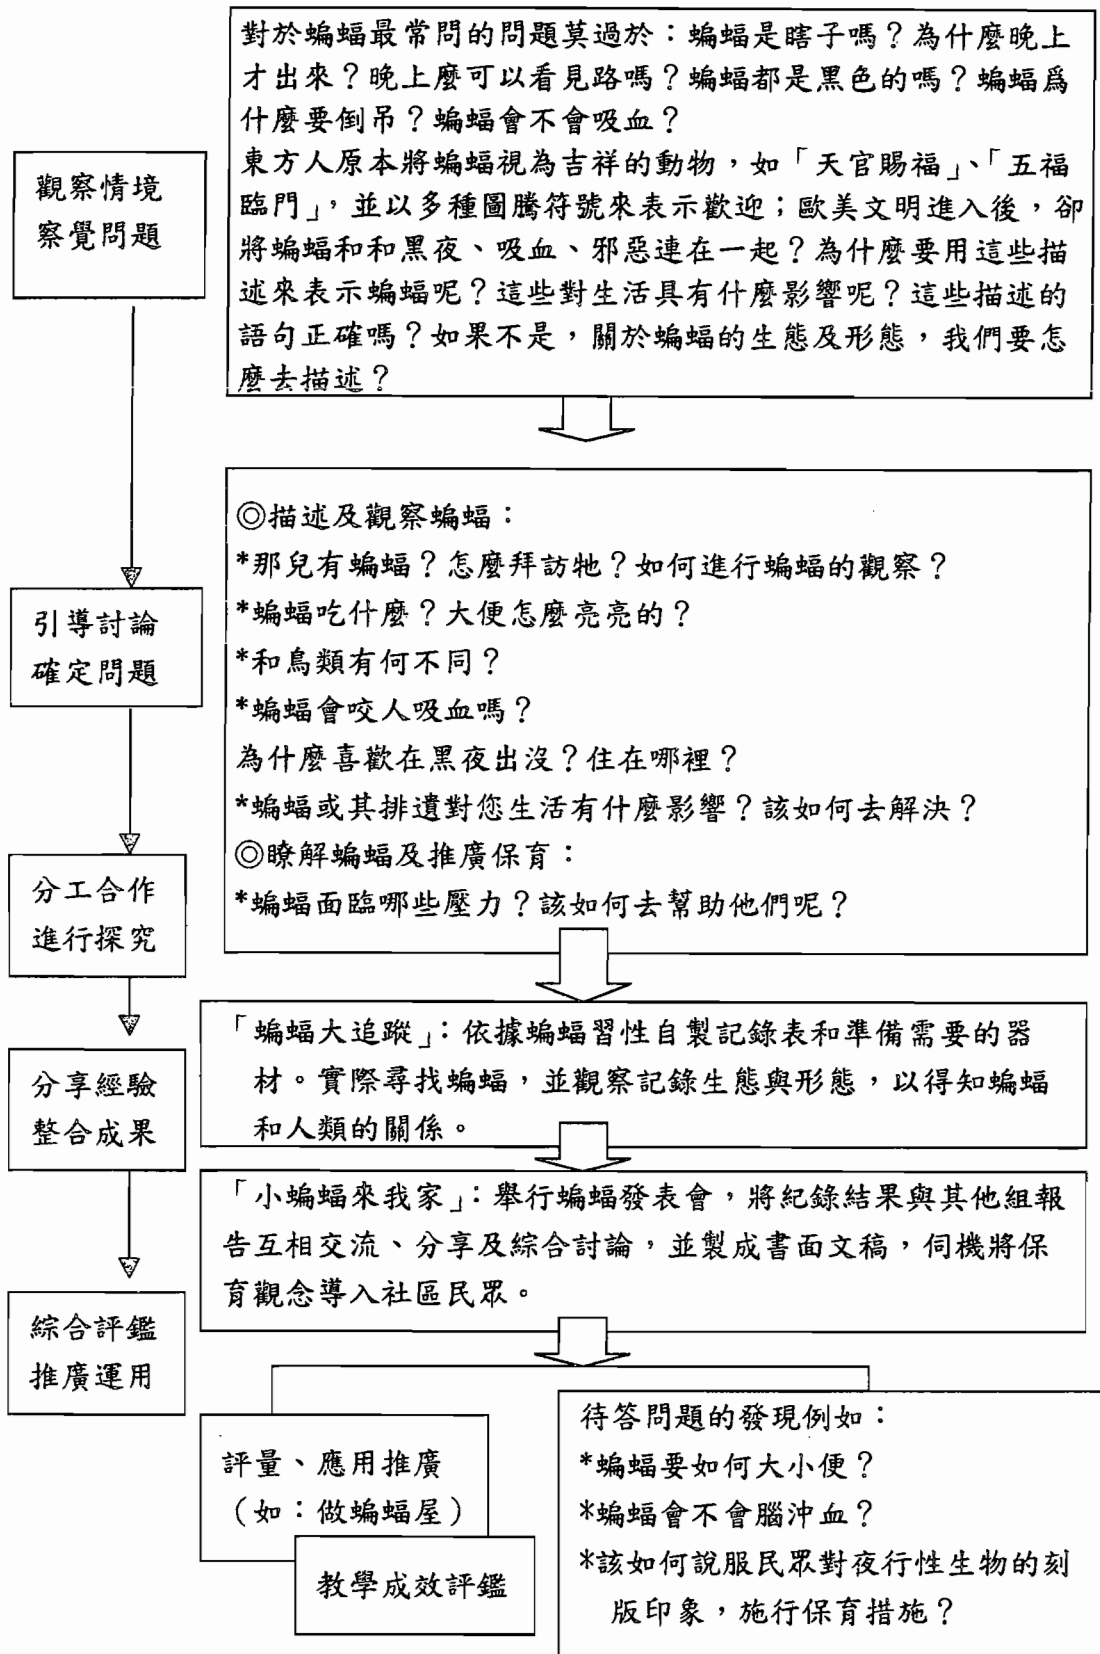 對於蝙蝠最常問的問題莫過於：蝙蝠是瞎子嗎？為什麼晚上
才出來？晚上麼可以看見路嗎？蝙蝠都是黑色的嗎？蝙蝠爲
什麼要倒吊？蝙蝠會不會吸血？
東方人原本將蝙蝠視為吉祥的動物，如「天官賜福」、「五福
臨門」，並以多種圖騰符號來表示歡迎；歐美文明進入後，卻
將蝙蝠和和黑夜、吸血、邪惡連在一起？為什麼要用這些描
述來表示蝙蝠呢？這些對生活具有什麼影響呢？這些描述的
語句正確嗎？如果不是，關於蝙蝠的生態及形態，我們要怎
麼去描述？
觀察情境
察覺問題
◎描述及觀察蝙蝠：
*那兒有蝙蝠？怎麼拜訪牠？如何進行蝙蝠的觀察？
*蝙蝠吃什麼？大便怎麼亮亮的？
*和鳥類有何不同？
*蝙蝠會咬人吸血嗎？
為什麼喜歡在黑夜出沒？住在哪裡？
*蝙蝠或其排遺對您生活有什麼影響？該如何去解決？
◎瞭解蝙蝠及推廣保育：
*蝙蝠面臨哪些壓力？該如何去幫助他們呢？
引導討論
確定問題
分工合作
進行探究
「蝙蝠大追蹤」：依據蝙蝠習性自製記錄表和準備需要的器
材。實際尋找蝙蝠，並觀察記錄生態與形態，以得知蝙蝠
和人類的關係。
分享經驗
整合成果
「小蝙蝠來我家」：舉行蝙蝠發表會，將紀錄結果與其他組報
告互相交流、分享及綜合討論，並製成書面文稿，伺機將保
育觀念導入社區民眾。
綜合評鑑
推廣運用
評量、應用推廣
（如：做蝙蝠屋）
教學成效評鑑
待答問題的發現例如：
*蝙蝠要如何大小便？
*蝙蝠會不會腦沖血？
*該如何說服民眾對夜行性生物的刻
版印象，施行保育措施？